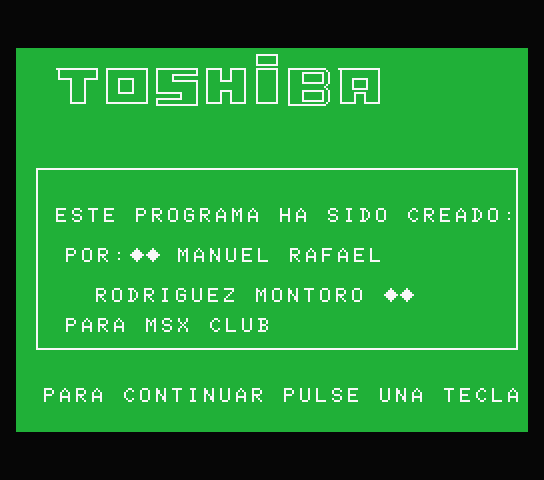 TOSHiBA
ESTE PROGRAMA HA SIDO CREADO:
POR:◆◆ MANUEL RAFAEL
RODRIGUEZ MONTORO ◆◆
PARA MSX CLUB
PARA CONTINUAR PULSE UNA TECLA